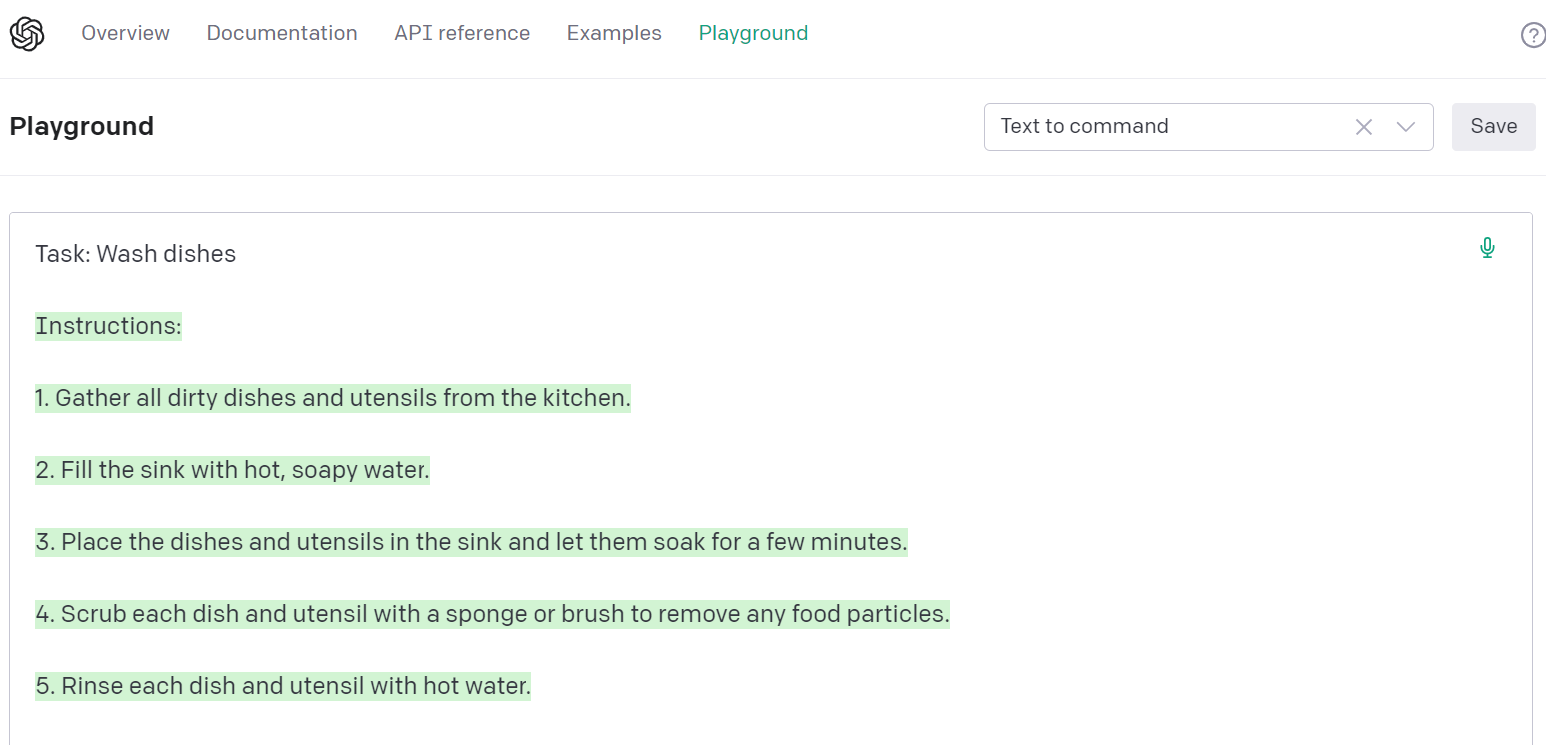 Overview Documentation API reference Examples Playground ?
Playground
Text to command
Save
Task: Wash dishes
Instructions:
1. Gather all dirty dishes and utensils from the kitchen.
2. Fill the sink with hot, soapy water.
3. Place the dishes and utensils in the sink and let them soak for a few minutes.
4. Scrub each dish and utensil with a sponge or brush to remove any food particles.
5. Rinse each dish and utensil with hot water.